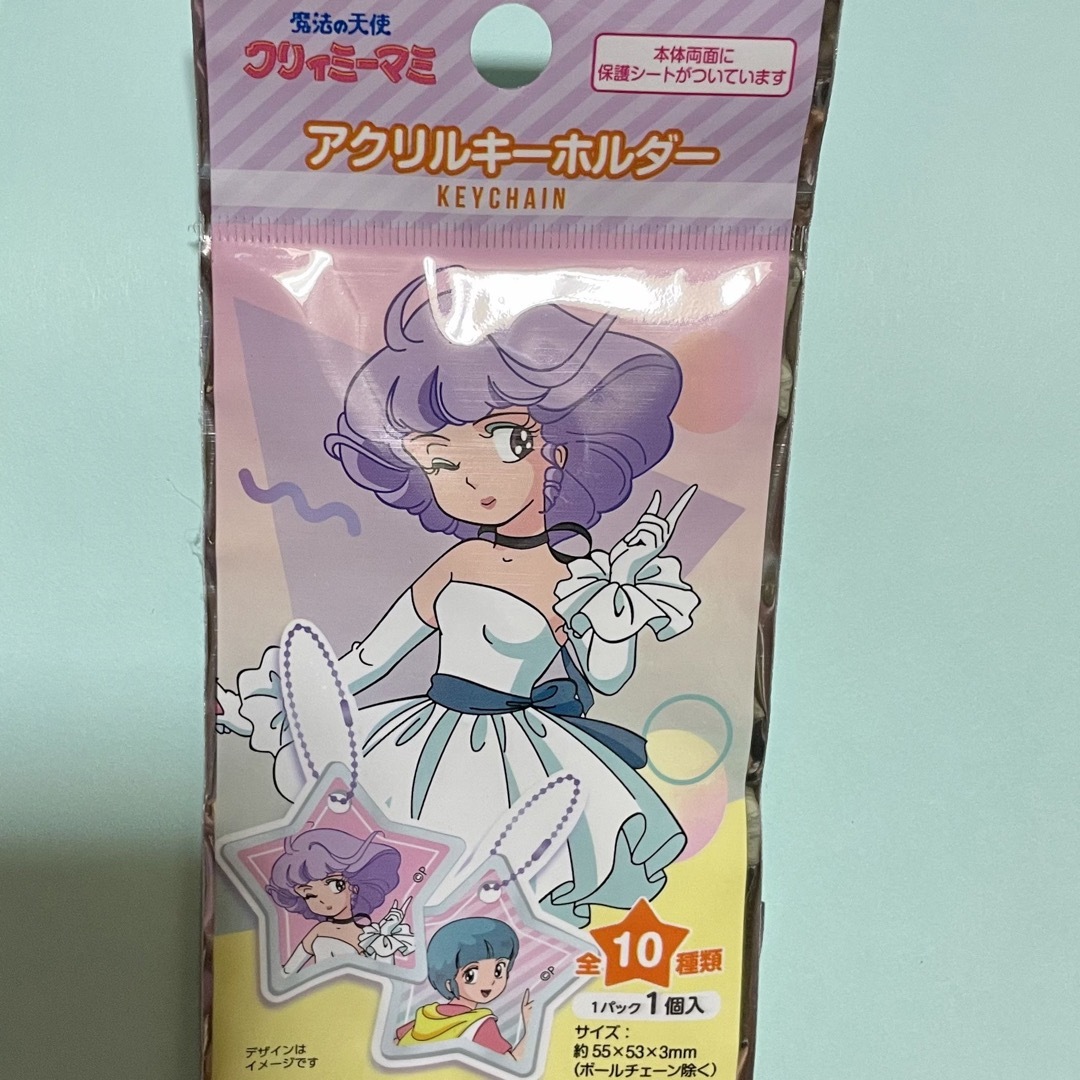 魔法の天使
クリィミーマミ
本体両面に
保護シートがついています
アクリルキーホルダー
KEYCHAIN
©P
©P
全10種類
1パック1個入
サイズ：
約55×53×3mm
(ボールチェーン除く)
デザインは
イメージです